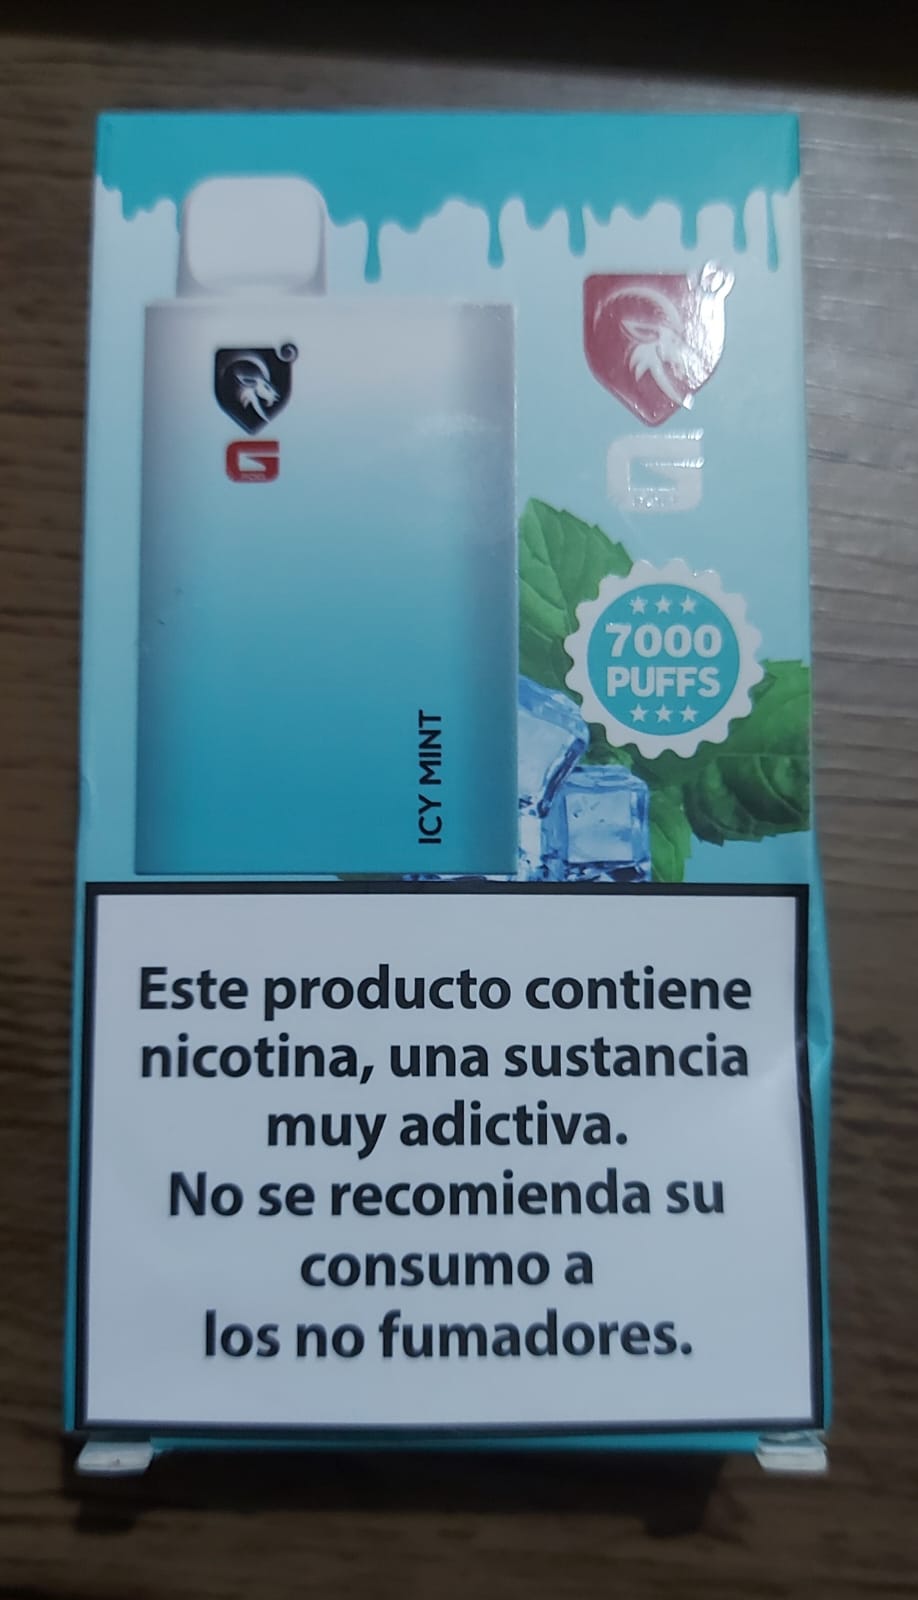 G
G
7000
PUFFS
ICY MINT
Este producto contiene
nicotina, una sustancia
muy adictiva.
No se recomienda su
consumo a
los no fumadores.